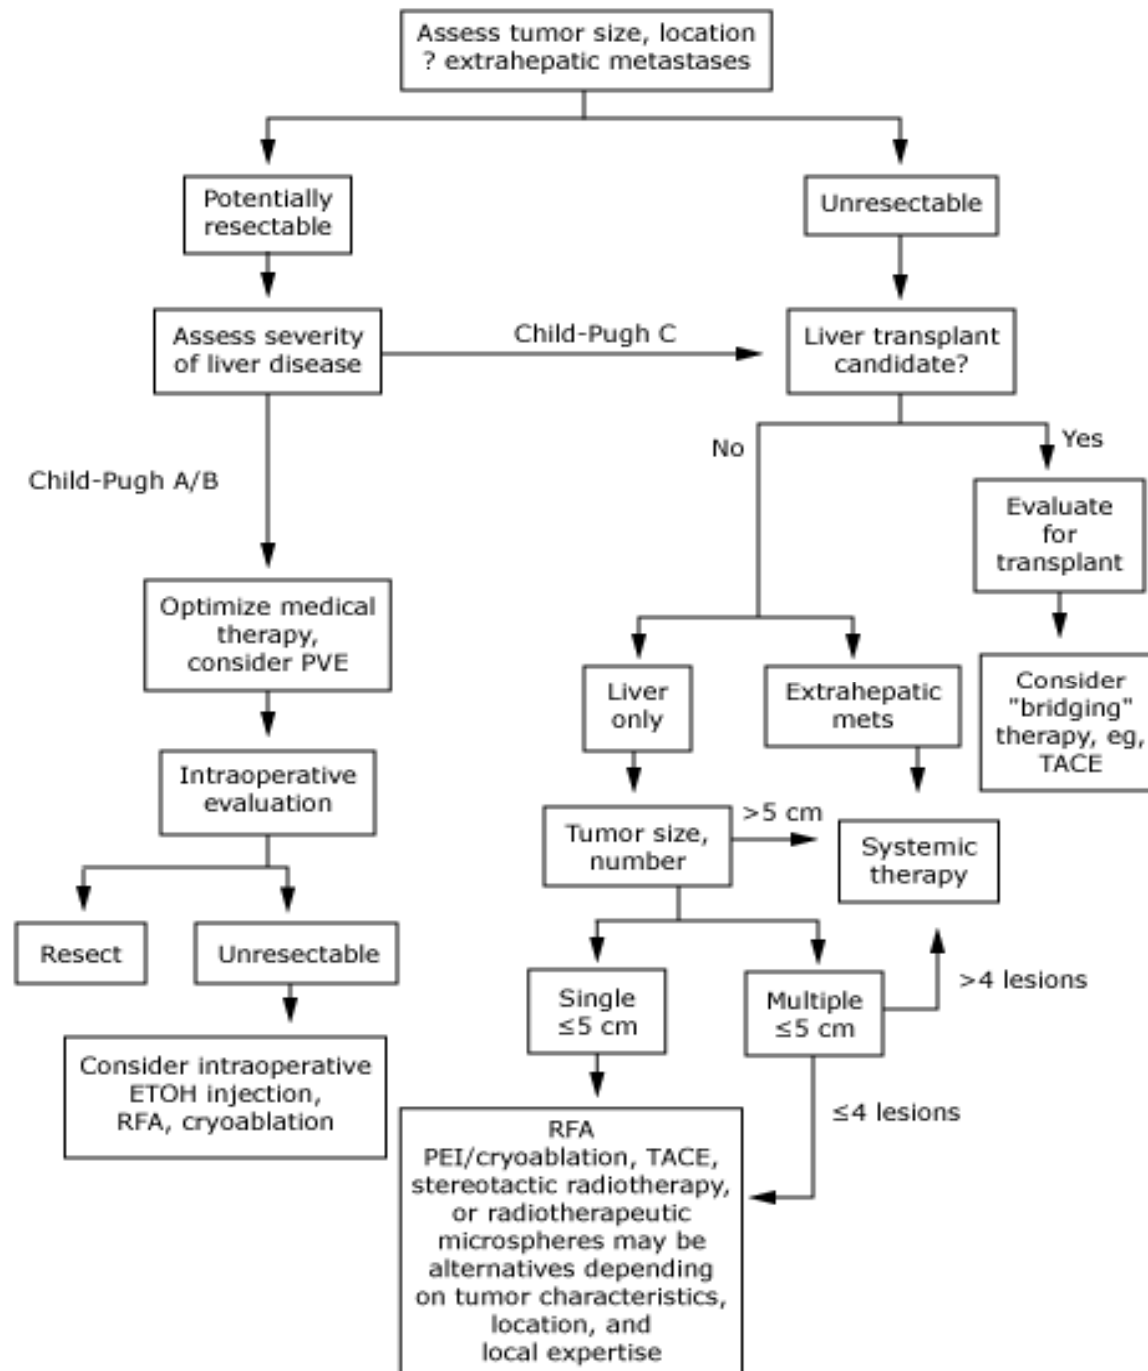 Assess tumor size, location
? extrahepatic metastases
Potentially
resectable
Unresectable
Assess severity
of liver disease
Child-Pugh C
Liver transplant
candidate?
No
Yes
Child-Pugh A/B
Evaluate
for
transplant
Optimize medical
therapy,
consider PVE
Liver
only
Extrahepatic
mets
Consider
"bridging"
therapy, eg,
TACE
Intraoperative
evaluation
Tumor size,
number
>5 cm
Systemic
therapy
Resect
Unresectable
Single
≤5 cm
Multiple
≤5 cm
>4 lesions
Consider intraoperative
ETOH injection,
RFA, cryoablation
≤4 lesions
RFA
PEI/cryoablation, TACE,
stereotactic radiotherapy,
or radiotherapeutic
microspheres may be
alternatives depending
on tumor characteristics,
location, and
local expertise